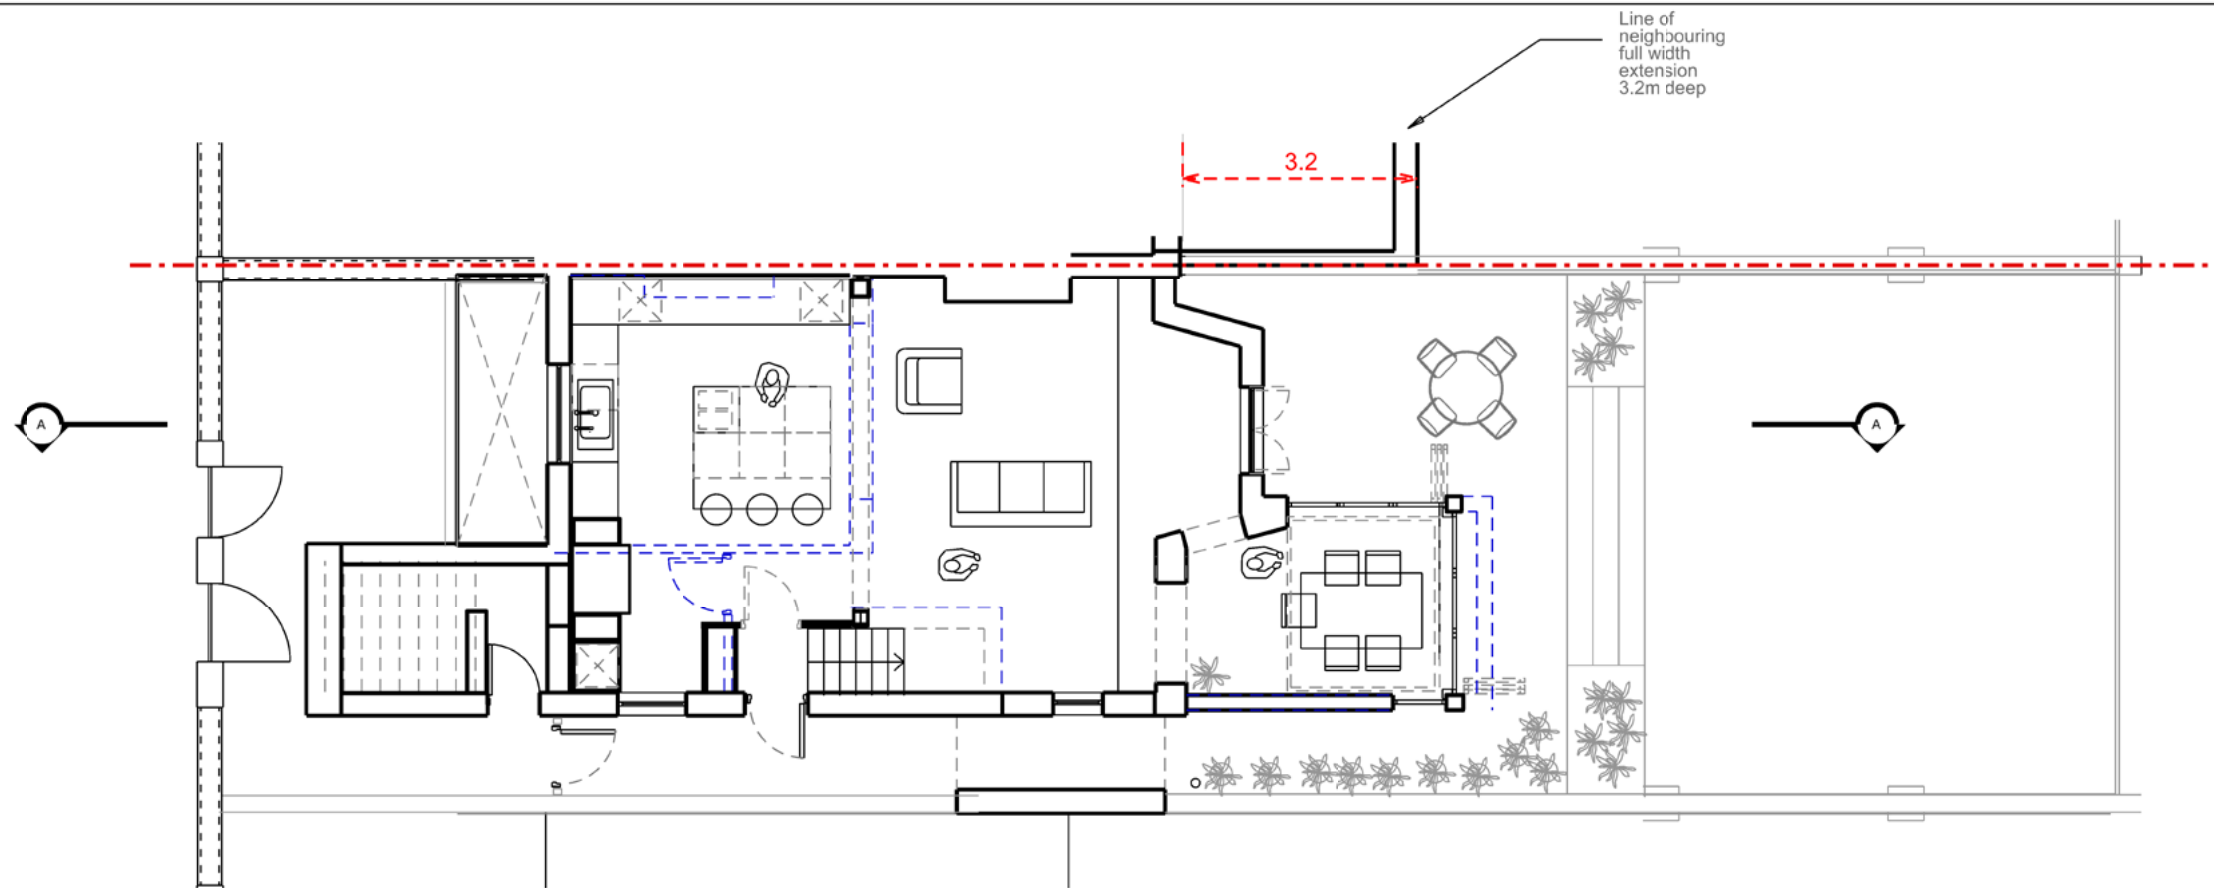 Line of
neighbouring
full width
extension
3.2m deep
3.2
A
A